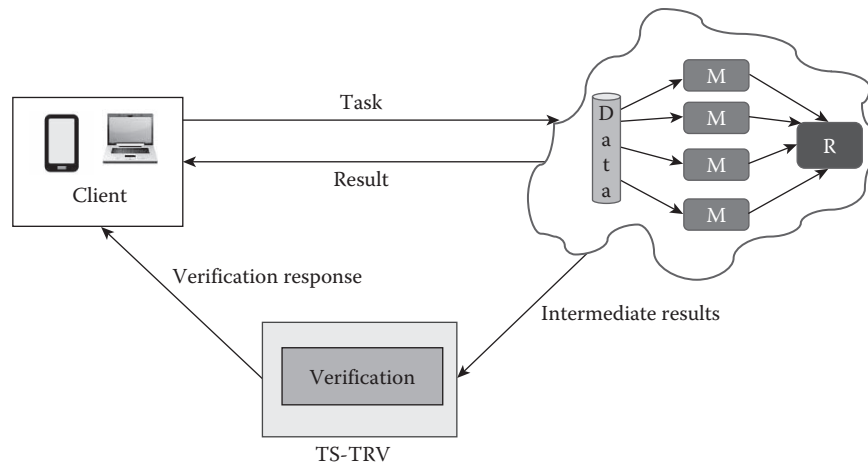 Task
Result
Client
D
a
t
a
M
M
M
M
R
Verification response
Intermediate results
Verification
TS-TRV